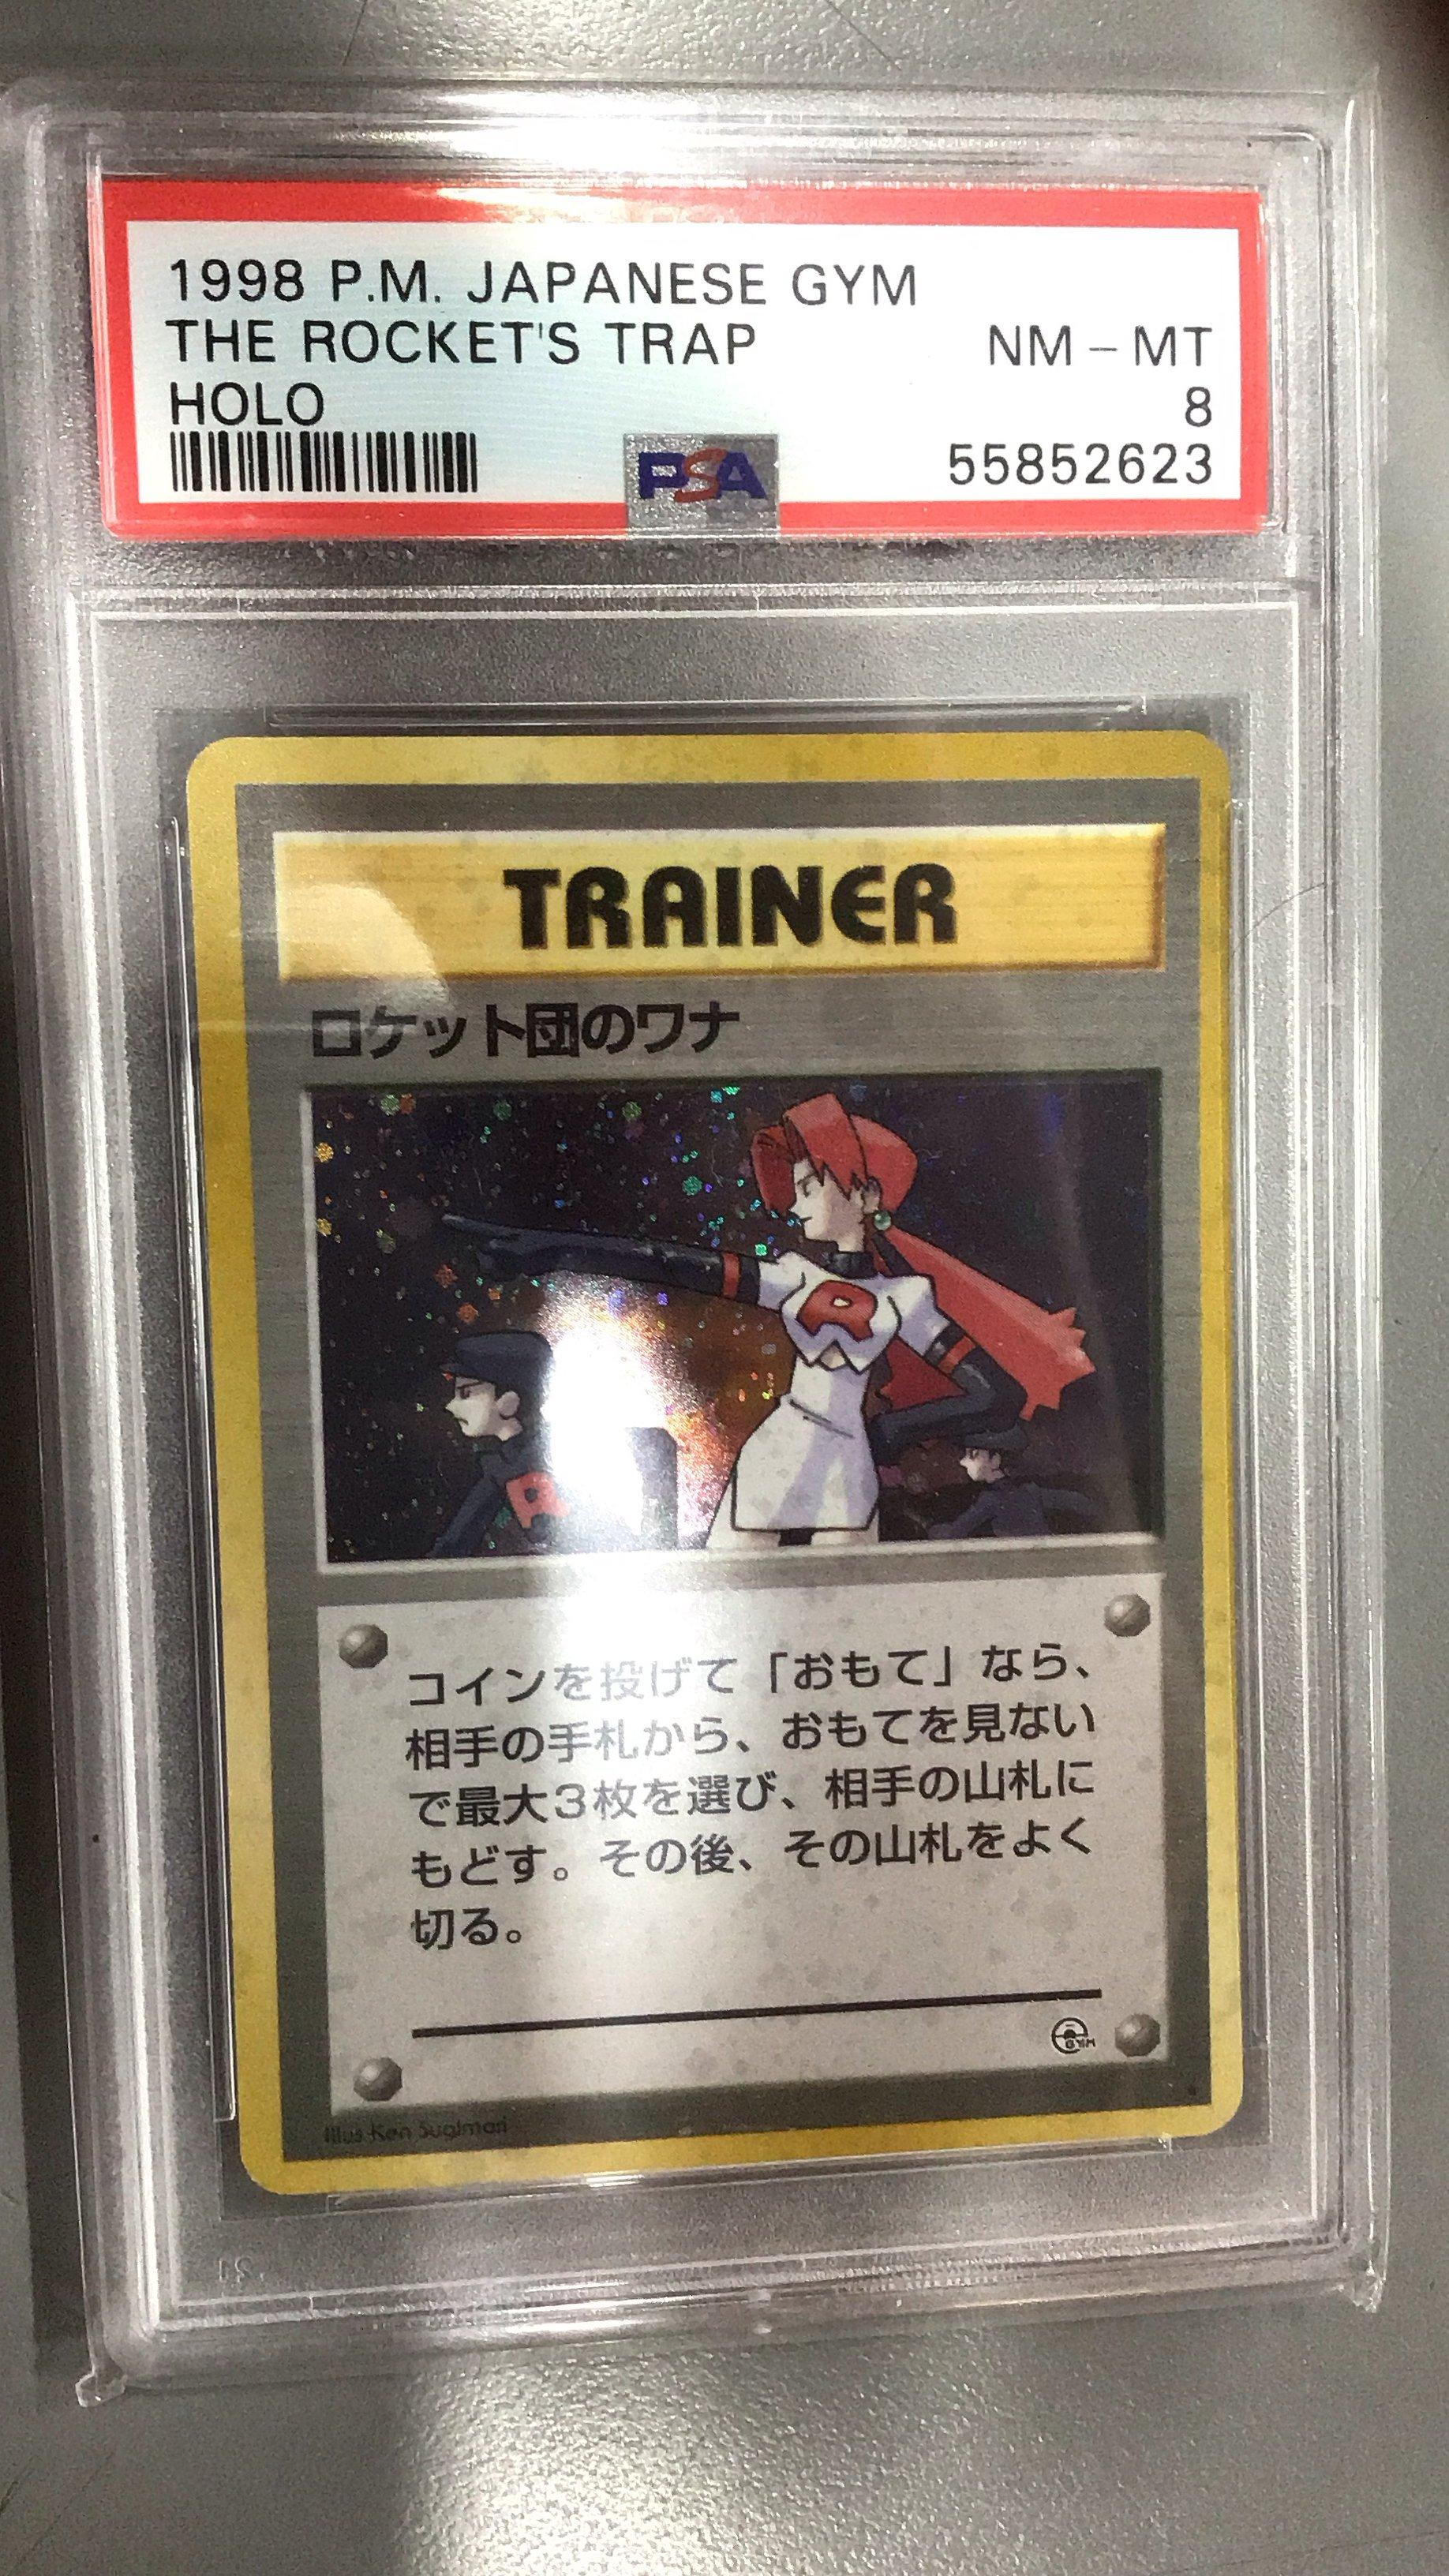 1998 P.M. JAPANESE GYM
THE ROCKET'S TRAP NM - MT
HOLO 8
PSA 55852623
TRAINER
ロケット団のワナ
R
R
コインを投げて「おもて」なら、
相手の手札から、おもてを見ない
で最大3枚を選び、相手の山札に
もどす。その後、その山札をよく
切る。
GYM
Illus Ken Sugimori